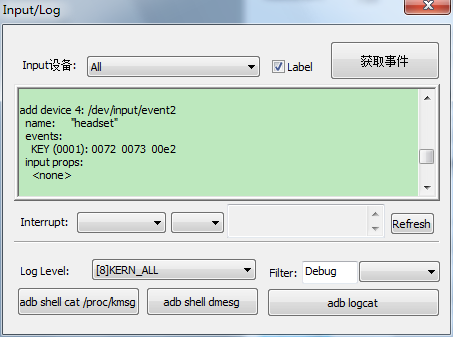 Input/Log
Input设备: All Label 获取事件
add device 4: /dev/input/event2
name: "headset"
events:
KEY (0001): 0072 0073 00e2
input props:
<none>
Interrupt: Refresh
Log Level: [8]KERN_ALL Filter: Debug
adb shell cat /proc/kmsg adb shell dmesg adb logcat